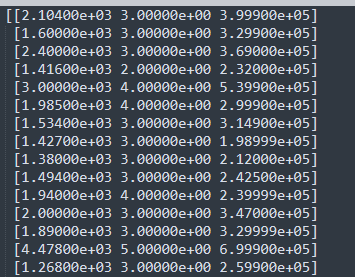 [[2.10400e+03 3.00000e+00 3.99900e+05]
[1.60000e+03 3.00000e+00 3.29900e+05]
[2.40000e+03 3.00000e+00 3.69000e+05]
[1.41600e+03 2.00000e+00 2.32000e+05]
[3.00000e+03 4.00000e+00 5.39900e+05]
[1.98500e+03 4.00000e+00 2.99900e+05]
[1.53400e+03 3.00000e+00 3.14900e+05]
[1.42700e+03 3.00000e+00 1.98999e+05]
[1.38000e+03 3.00000e+00 2.12000e+05]
[1.49400e+03 3.00000e+00 2.42500e+05]
[1.94000e+03 4.00000e+00 2.39999e+05]
[2.00000e+03 3.00000e+00 3.47000e+05]
[1.89000e+03 3.00000e+00 3.29999e+05]
[4.47800e+03 5.00000e+00 6.99900e+05]
[1.26800e+03 3.00000e+00 2.59900e+05]